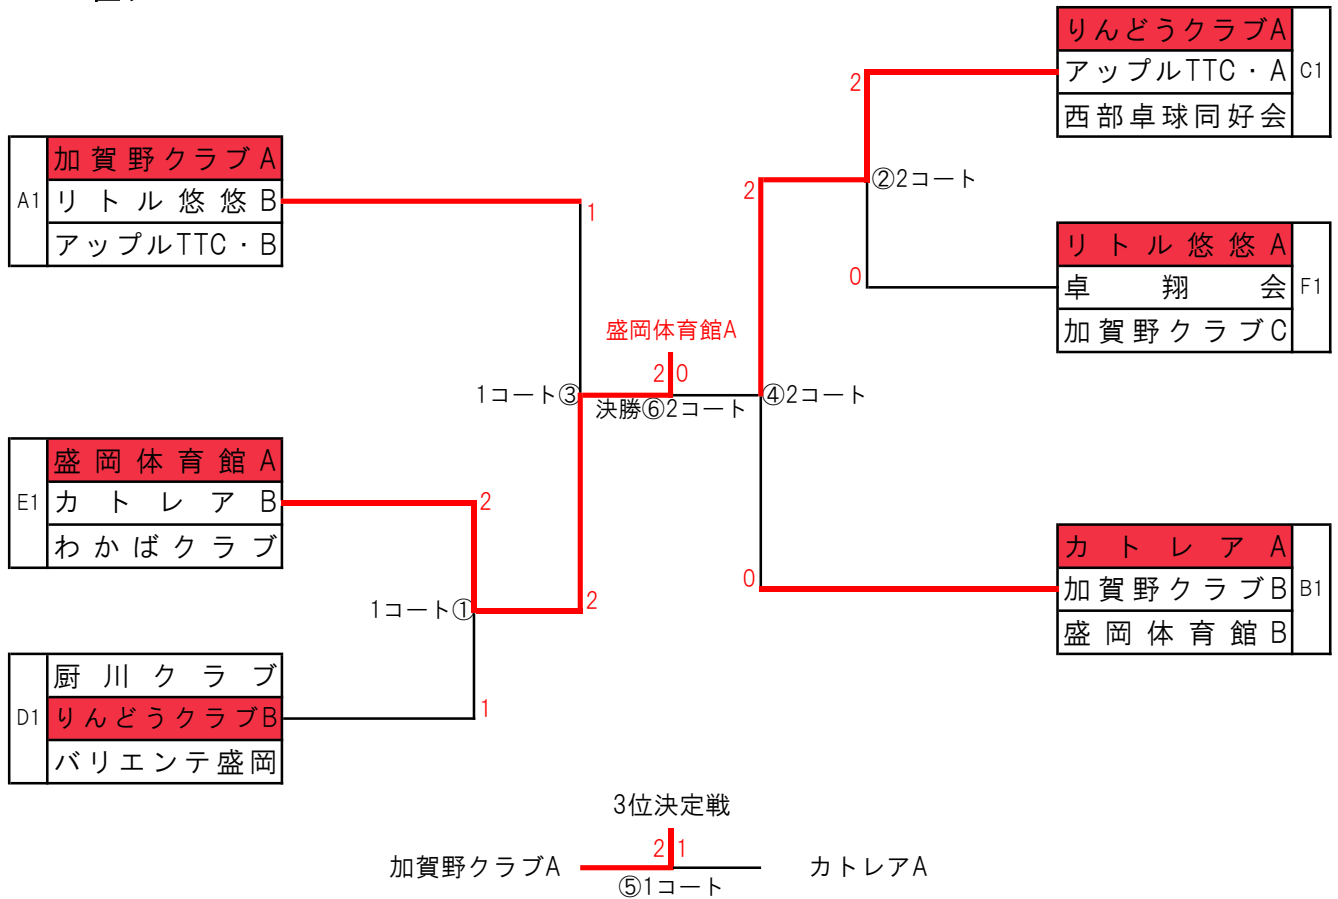 りんどうクラブA
アップルTTC・A
C1
西部卓球同好会
2
加賀野クラブA
A1
リトル悠悠B
アップルTTC・B
1
2
②2コート
0
リトル悠悠A
卓翔会
F1
加賀野クラブC
盛岡体育館A
2 0
1コート③
決勝⑥2コート
④2コート
盛岡体育館A
E1
カトレアB
わかばクラブ
2
1コート①
2
0
カトレアA
加賀野クラブB
B1
盛岡体育館B
厨川クラブ
D1
りんどうクラブB
バリエンテ盛岡
1
3位決定戦
加賀野クラブA
2 1
カトレアA
⑤1コート